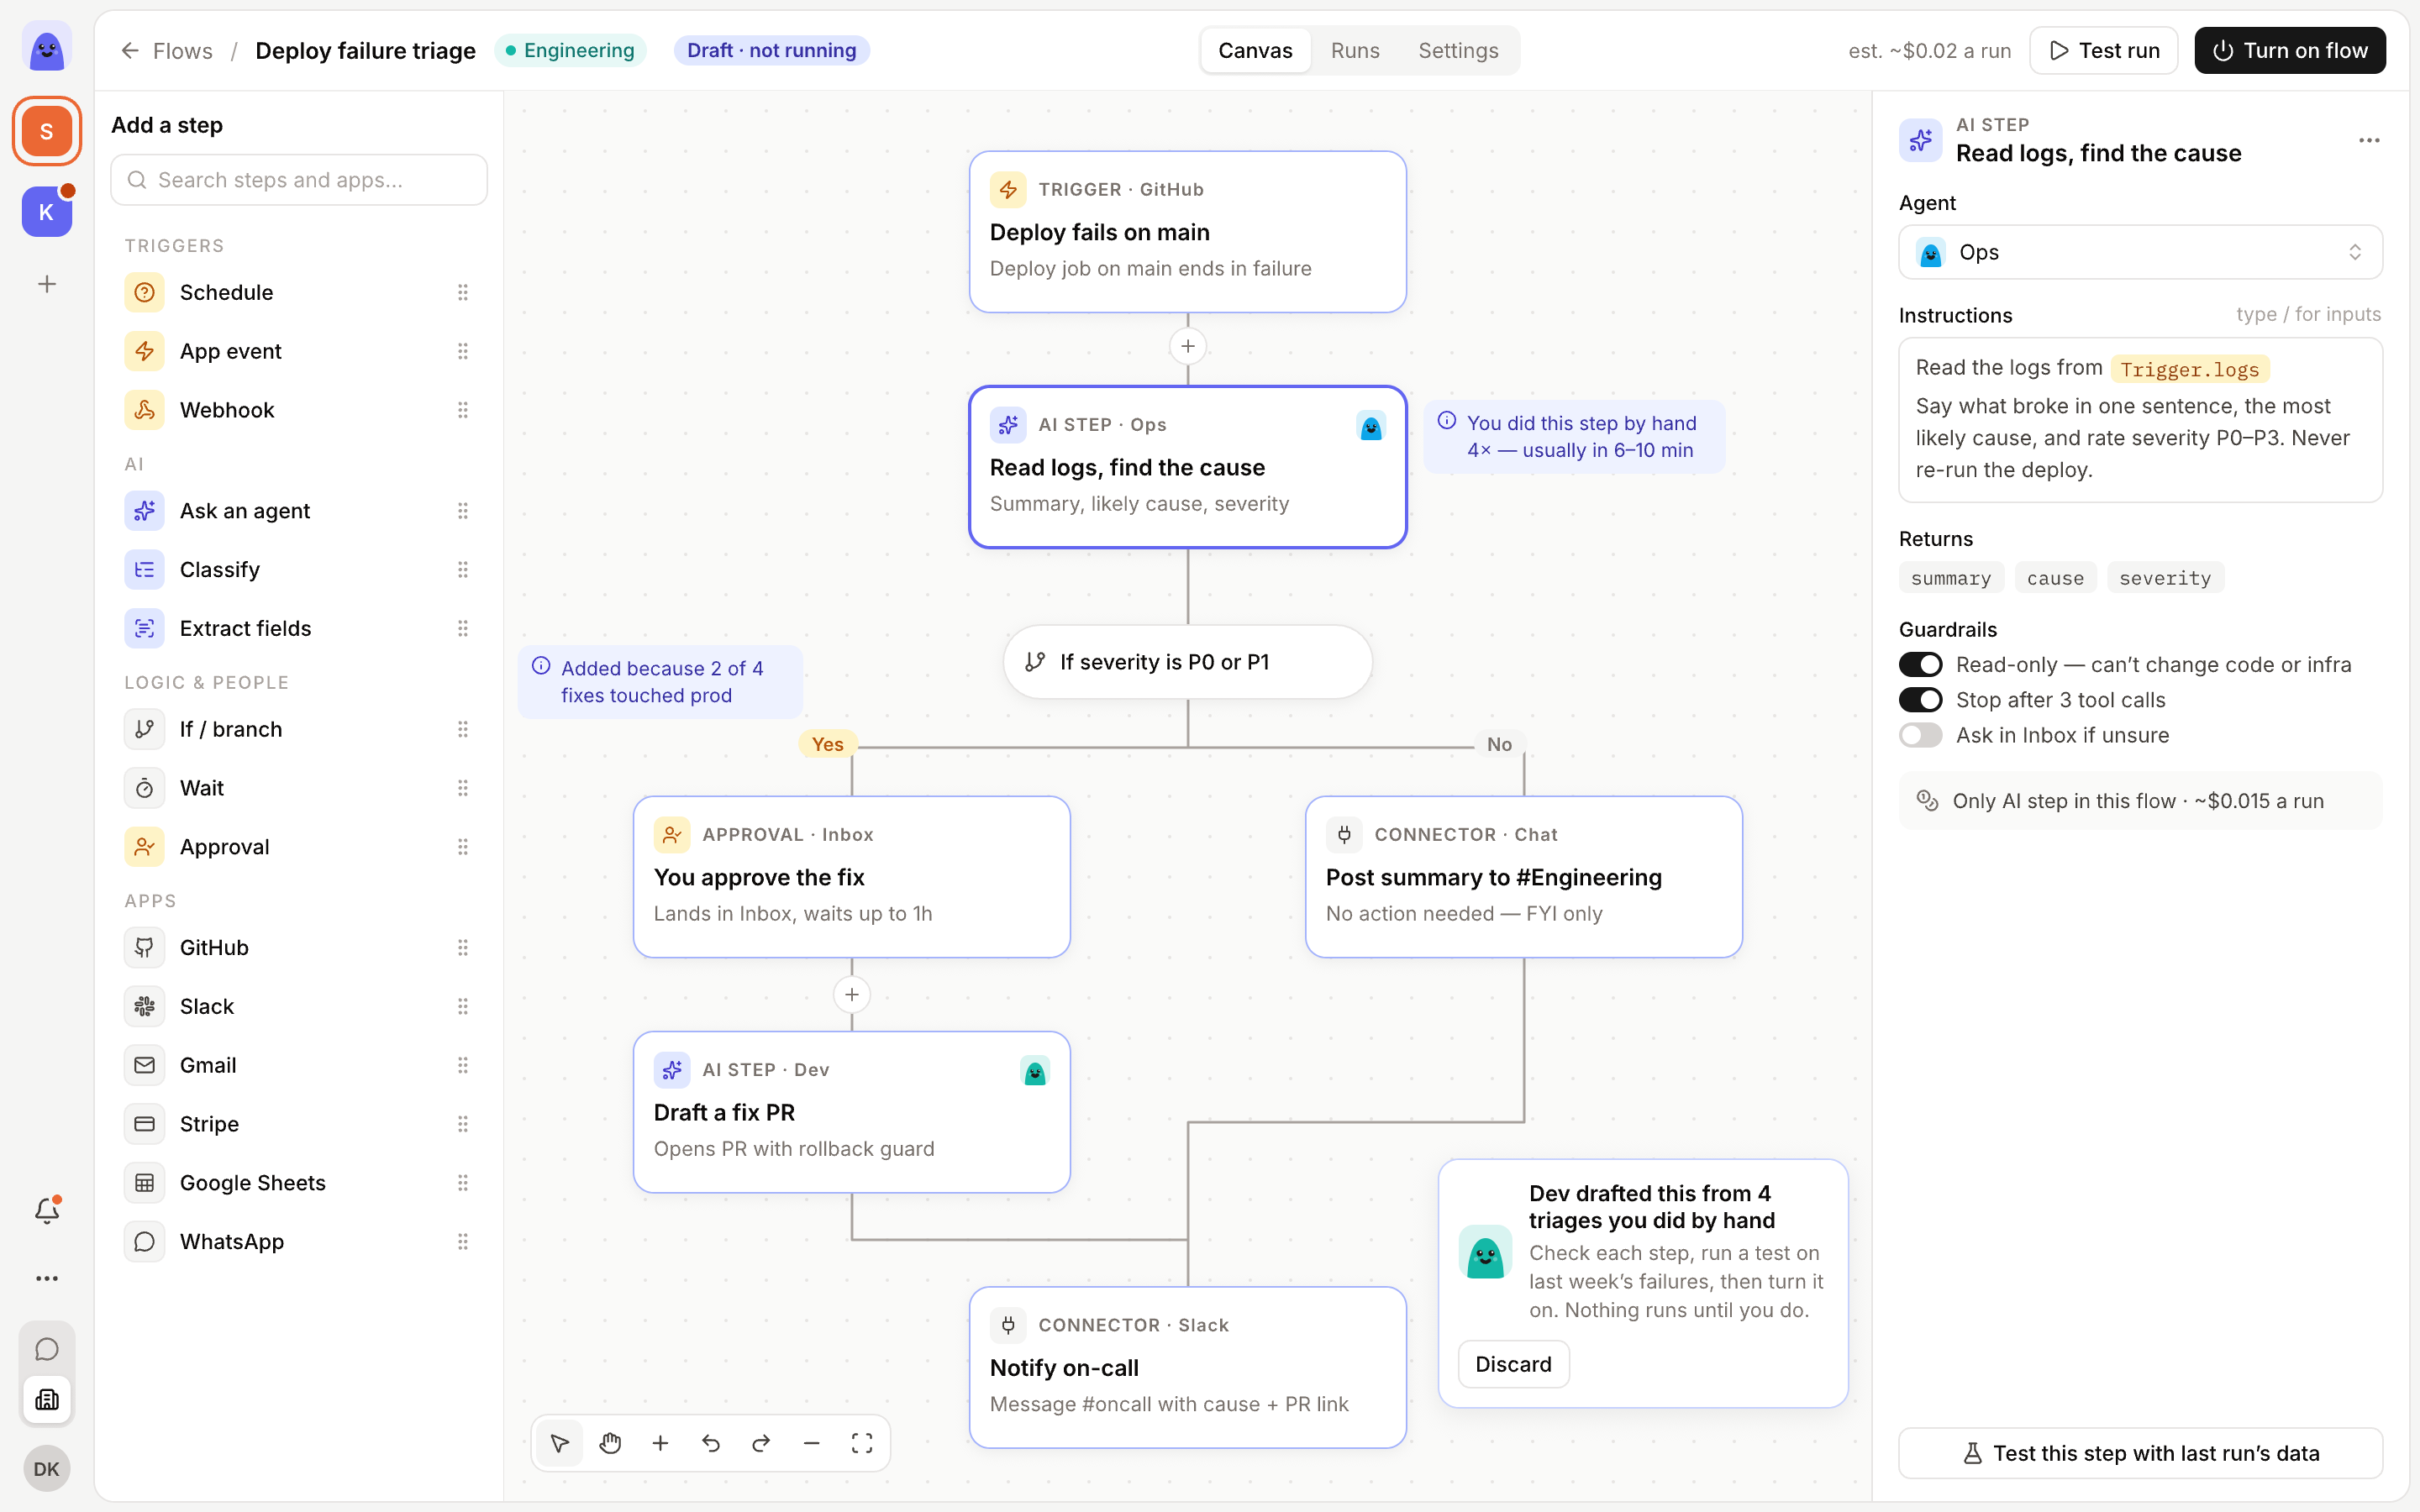 Flows / Deploy failure triage
Engineering
Draft · not running
Canvas
Runs
Settings
est. ~$0.02 a run
Test run
Turn on flow
S
K
DK
Add a step
Search steps and apps...
TRIGGERS
Schedule
App event
Webhook
AI
Ask an agent
Classify
Extract fields
LOGIC & PEOPLE
If / branch
Wait
Approval
APPS
GitHub
Slack
Gmail
Stripe
Google Sheets
WhatsApp
TRIGGER · GitHub
Deploy fails on main
Deploy job on main ends in failure
AI STEP · Ops
Read logs, find the cause
Summary, likely cause, severity
You did this step by hand
4× — usually in 6–10 min
If severity is P0 or P1
Added because 2 of 4
fixes touched prod
Yes
No
APPROVAL · Inbox
You approve the fix
Lands in Inbox, waits up to 1h
CONNECTOR · Chat
Post summary to #Engineering
No action needed — FYI only
AI STEP · Dev
Draft a fix PR
Opens PR with rollback guard
CONNECTOR · Slack
Notify on-call
Message #oncall with cause + PR link
Dev drafted this from 4
triages you did by hand
Check each step, run a test on
last week’s failures, then turn it
on. Nothing runs until you do.
Discard
AI STEP
Read logs, find the cause
Agent
Ops
Instructions
type / for inputs
Read the logs from Trigger.logs
Say what broke in one sentence, the most
likely cause, and rate severity P0–P3. Never
re-run the deploy.
Returns
summary
cause
severity
Guardrails
Read-only — can’t change code or infra
Stop after 3 tool calls
Ask in Inbox if unsure
Only AI step in this flow · ~$0.015 a run
Test this step with last run’s data